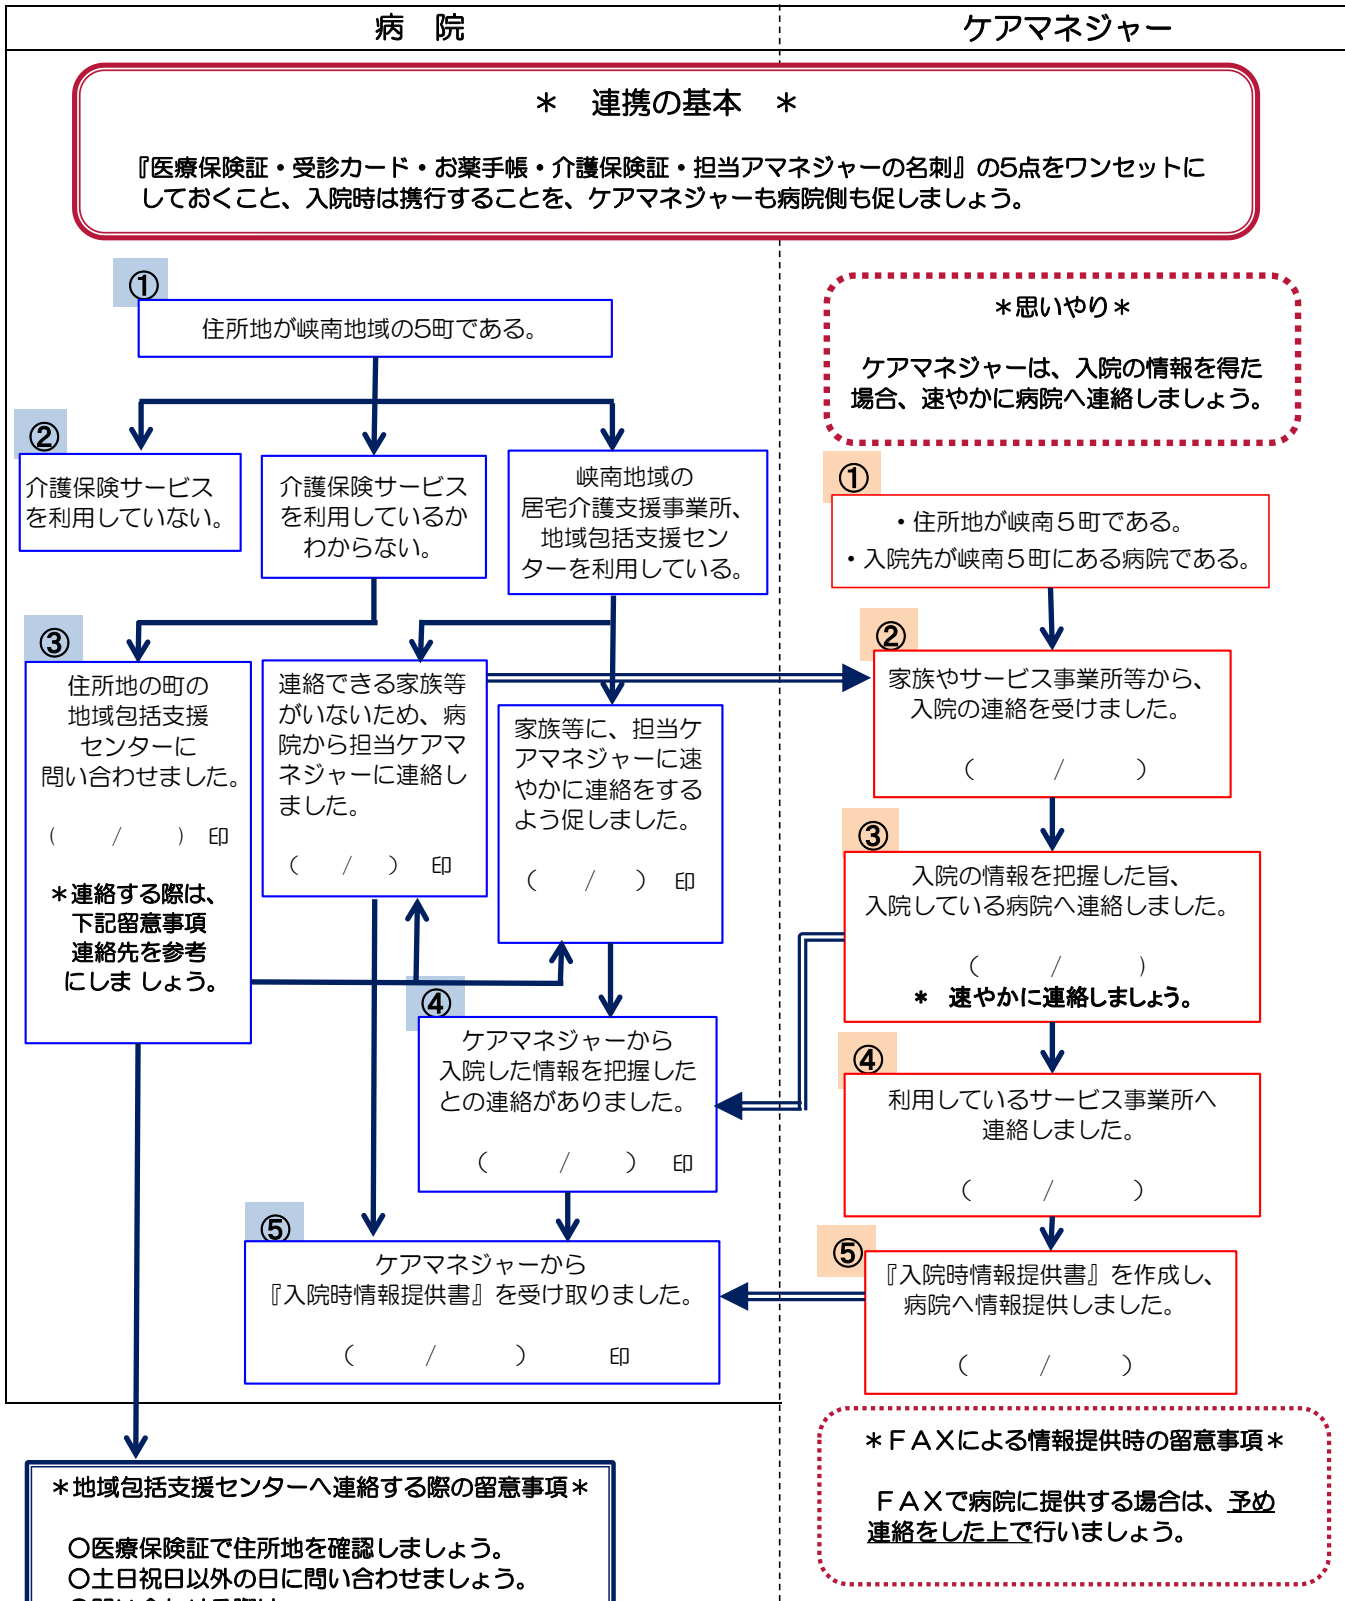 病　院
ケアマネジャー
＊　連携の基本　＊
『医療保険証・受診カード・お薬手帳・介護保険証・担当アマネジャーの名刺』の5点をワンセットに
しておくこと、入院時は携行することを、ケアマネジャーも病院側も促しましょう。
①
住所地が峡南地域の5町である。
②
介護保険サービス
を利用していない。
介護保険サービス
を利用しているか
わからない。
峡南地域の
居宅介護支援事業所、
地域包括支援セン
ターを利用している。
③
住所地の町の
地域包括支援
センターに
問い合わせました。
(　　/　　) 印
＊連絡する際は、
下記留意事項
連絡先を参考
にしま しょう。
連絡できる家族等
がいないため、病
院から担当ケアマ
ネジャーに連絡し
ました。
（　/　）　印
家族等に、担当ケ
アマネジャーに速
やかに連絡をする
よう促しました。
（　/　） 印
④
ケアマネジャーから
入院した情報を把握した
との連絡がありました。
（　　/　　）　印
⑤
ケアマネジャーから
『入院時情報提供書』を受け取りました。
（　　/　　）　　印
＊地域包括支援センターへ連絡する際の留意事項＊
○医療保険証で住所地を確認しましょう。
○土日祝日以外の日に問い合わせましょう。
＊思いやり＊
ケアマネジャーは、入院の情報を得た
場合、速やかに病院へ連絡しましょう。
①
・住所地が峡南５町である。
・入院先が峡南５町にある病院である。
②
家族やサービス事業所等から、
入院の連絡を受けました。
（　　/　　）
③
入院の情報を把握した旨、
入院している病院へ連絡しました。
（　　/　　）
＊　速やかに連絡しましょう。
④
利用しているサービス事業所へ
連絡しました。
（　　/　　）
⑤
『入院時情報提供書』を作成し、
病院へ情報提供しました。
（　　/　　）
＊ＦＡＸによる情報提供時の留意事項＊
ＦＡＸで病院に提供する場合は、予め
連絡をした上で行いましょう。